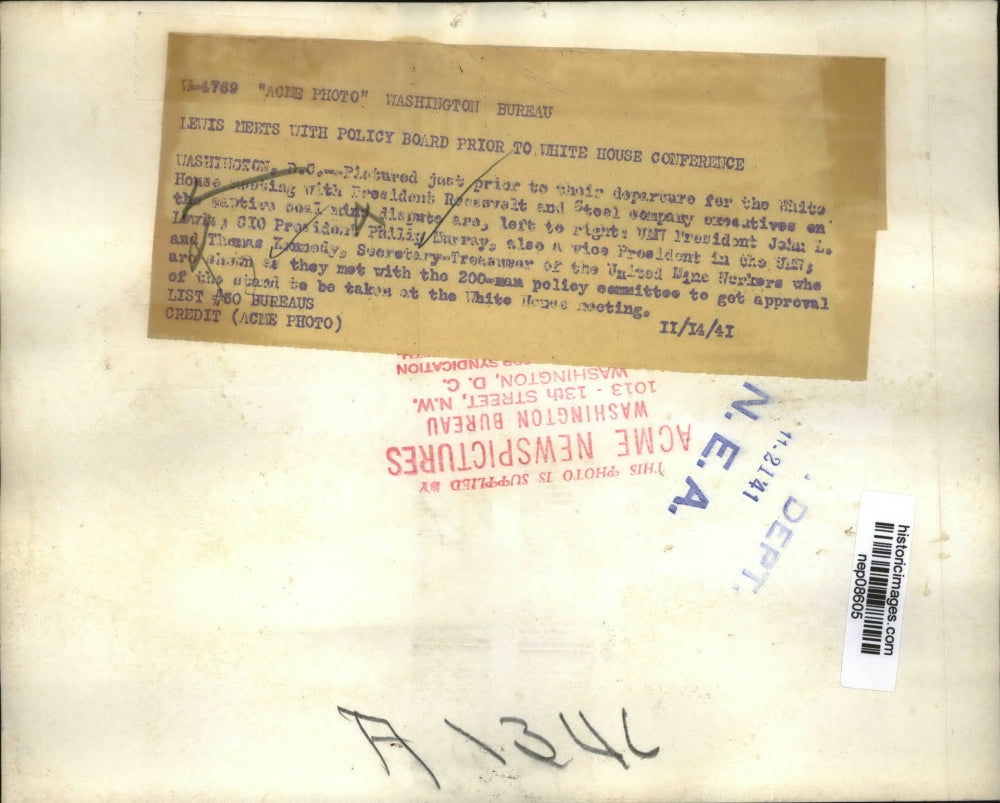 W-4769 "ACME PHOTO" WASHINGTON BUREAU
LEWIS MEETS WITH POLICY BOARD PRIOR TO WHITE HOUSE CONFERENCE
WASHINGTON, D.C.--Pictured just prior to their departure for the White
House meeting with President Roosevelt and Steel company executives on
the captive coal mine dispute are, left to right: UMW President John L.
Lewis; CIO President Philip Murray, also a vice President in the UMW;
and Thomas Kennedy, Secretary-Treasurer of the United Mine Workers who
are shown as they met with the 200-man policy committee to get approval
of the stand to be taken at the White House meeting.
LIST #60 BUREAUS
CREDIT (ACME PHOTO) 11/14/41
THIS PHOTO IS SUPPLIED BY
ACME NEWSPICTURES
WASHINGTON BUREAU
1013 - 13th STREET, N.W.
WASHINGTON, D. C.
FOR SYNDICATION
N. E. A.
11.21 41
DEPT.
historicimages.com
nep08605
A 1346